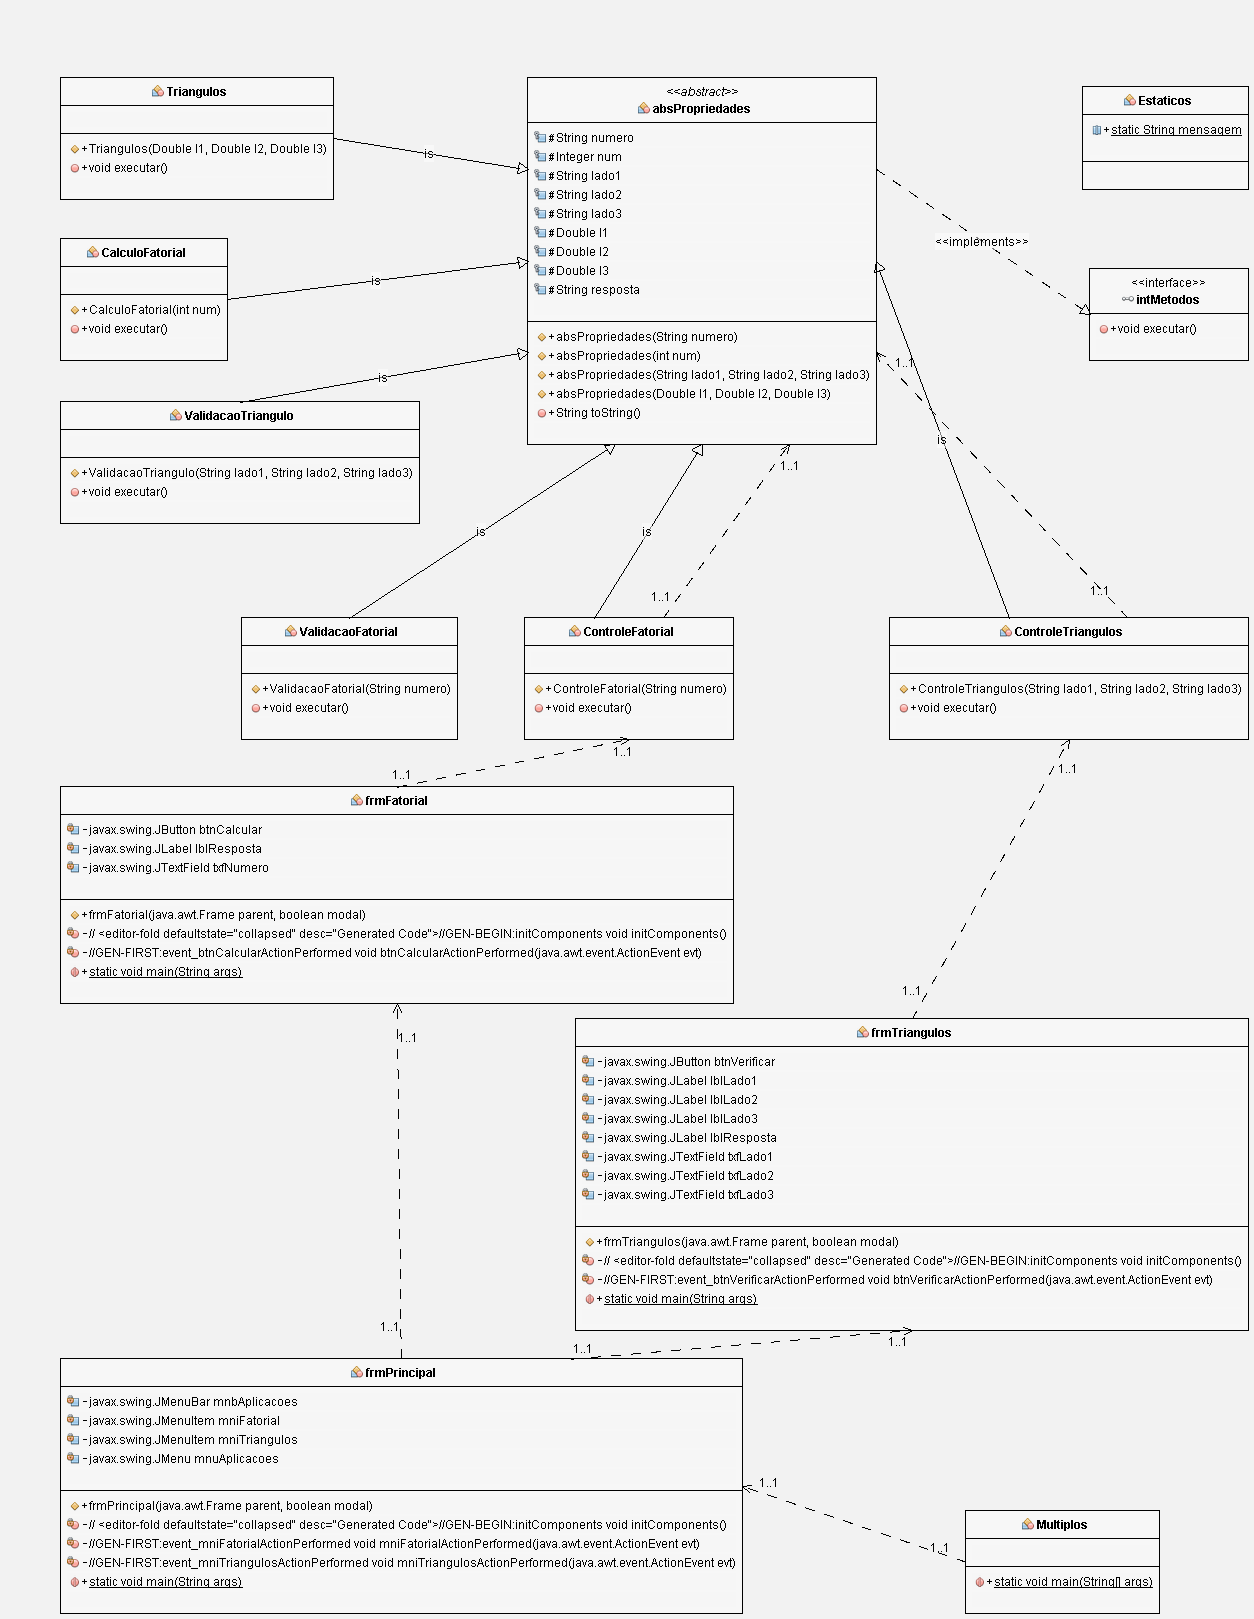 Triangulos
+Triangulos(Double l1, Double l2, Double l3)
+void executar()
<<abstract>>
absPropriedades
#String numero
#Integer num
#String lado1
#String lado2
#String lado3
#Double l1
#Double l2
#Double l3
#String resposta
+absPropriedades(String numero)
+absPropriedades(int num)
+absPropriedades(String lado1, String lado2, String lado3)
+absPropriedades(Double l1, Double l2, Double l3)
+String toString()
Estaticos
+static String mensagem
is
<<implements>>
<<interface>>
intMetodos
+void executar()
CalculoFatorial
+CalculoFatorial(int num)
+void executar()
is
is
ValidacaoTriangulo
+ValidacaoTriangulo(String lado1, String lado2, String lado3)
+void executar()
1..1
is
1..1
is
is
1..1
1..1
ValidacaoFatorial
+ValidacaoFatorial(String numero)
+void executar()
ControleFatorial
+ControleFatorial(String numero)
+void executar()
ControleTriangulos
+ControleTriangulos(String lado1, String lado2, String lado3)
+void executar()
1..1
1..1
1..1
frmFatorial
-javax.swing.JButton btnCalcular
-javax.swing.JLabel lblResposta
-javax.swing.JTextField txfNumero
+frmFatorial(java.awt.Frame parent, boolean modal)
-// <editor-fold defaultstate="collapsed" desc="Generated Code">//GEN-BEGIN:initComponents void initComponents()
-//GEN-FIRST:event_btnCalcularActionPerformed void btnCalcularActionPerformed(java.awt.event.ActionEvent evt)
+static void main(String args)
1..1
1..1
frmTriangulos
-javax.swing.JButton btnVerificar
-javax.swing.JLabel lblLado1
-javax.swing.JLabel lblLado2
-javax.swing.JLabel lblLado3
-javax.swing.JLabel lblResposta
-javax.swing.JTextField txfLado1
-javax.swing.JTextField txfLado2
-javax.swing.JTextField txfLado3
+frmTriangulos(java.awt.Frame parent, boolean modal)
-// <editor-fold defaultstate="collapsed" desc="Generated Code">//GEN-BEGIN:initComponents void initComponents()
-//GEN-FIRST:event_btnVerificarActionPerformed void btnVerificarActionPerformed(java.awt.event.ActionEvent evt)
+static void main(String args)
1..1
1..1
1..1
frmPrincipal
-javax.swing.JMenuBar mnbAplicacoes
-javax.swing.JMenuItem mniFatorial
-javax.swing.JMenuItem mniTriangulos
-javax.swing.JMenu mnuAplicacoes
+frmPrincipal(java.awt.Frame parent, boolean modal)
-// <editor-fold defaultstate="collapsed" desc="Generated Code">//GEN-BEGIN:initComponents void initComponents()
-//GEN-FIRST:event_mniFatorialActionPerformed void mniFatorialActionPerformed(java.awt.event.ActionEvent evt)
-//GEN-FIRST:event_mniTriangulosActionPerformed void mniTriangulosActionPerformed(java.awt.event.ActionEvent evt)
+static void main(String args)
1..1
1..1
Multiplos
+static void main(String[] args)